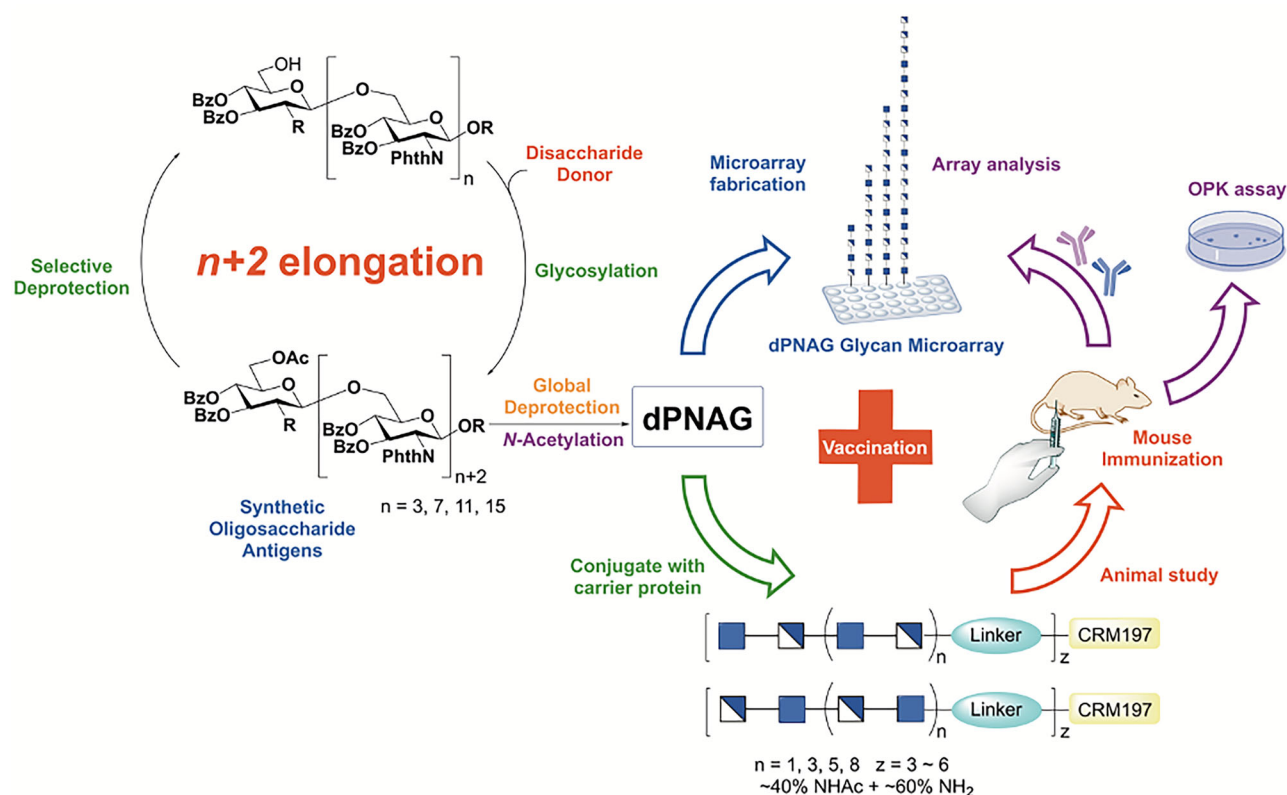 OH
O
O
BzO
BzO
R
BzO
BzO
O
OR
PhthN
n
Disaccharide
Donor
Selective
Deprotection
n+2 elongation
Glycosylation
OAc
O
O
BzO
BzO
R
BzO
BzO
O
OR
PhthN
n+2
n = 3, 7, 11, 15
Synthetic
Oligosaccharide
Antigens
Global
Deprotection
N-Acetylation
dPNAG
Microarray
fabrication
Array analysis
OPK assay
dPNAG Glycan Microarray
Vaccination
Mouse
Immunization
Conjugate with
carrier protein
Animal study
n Linker z CRM197
n Linker z CRM197
n = 1, 3, 5, 8 z = 3 ~ 6
~40% NHAc + ~60% NH₂